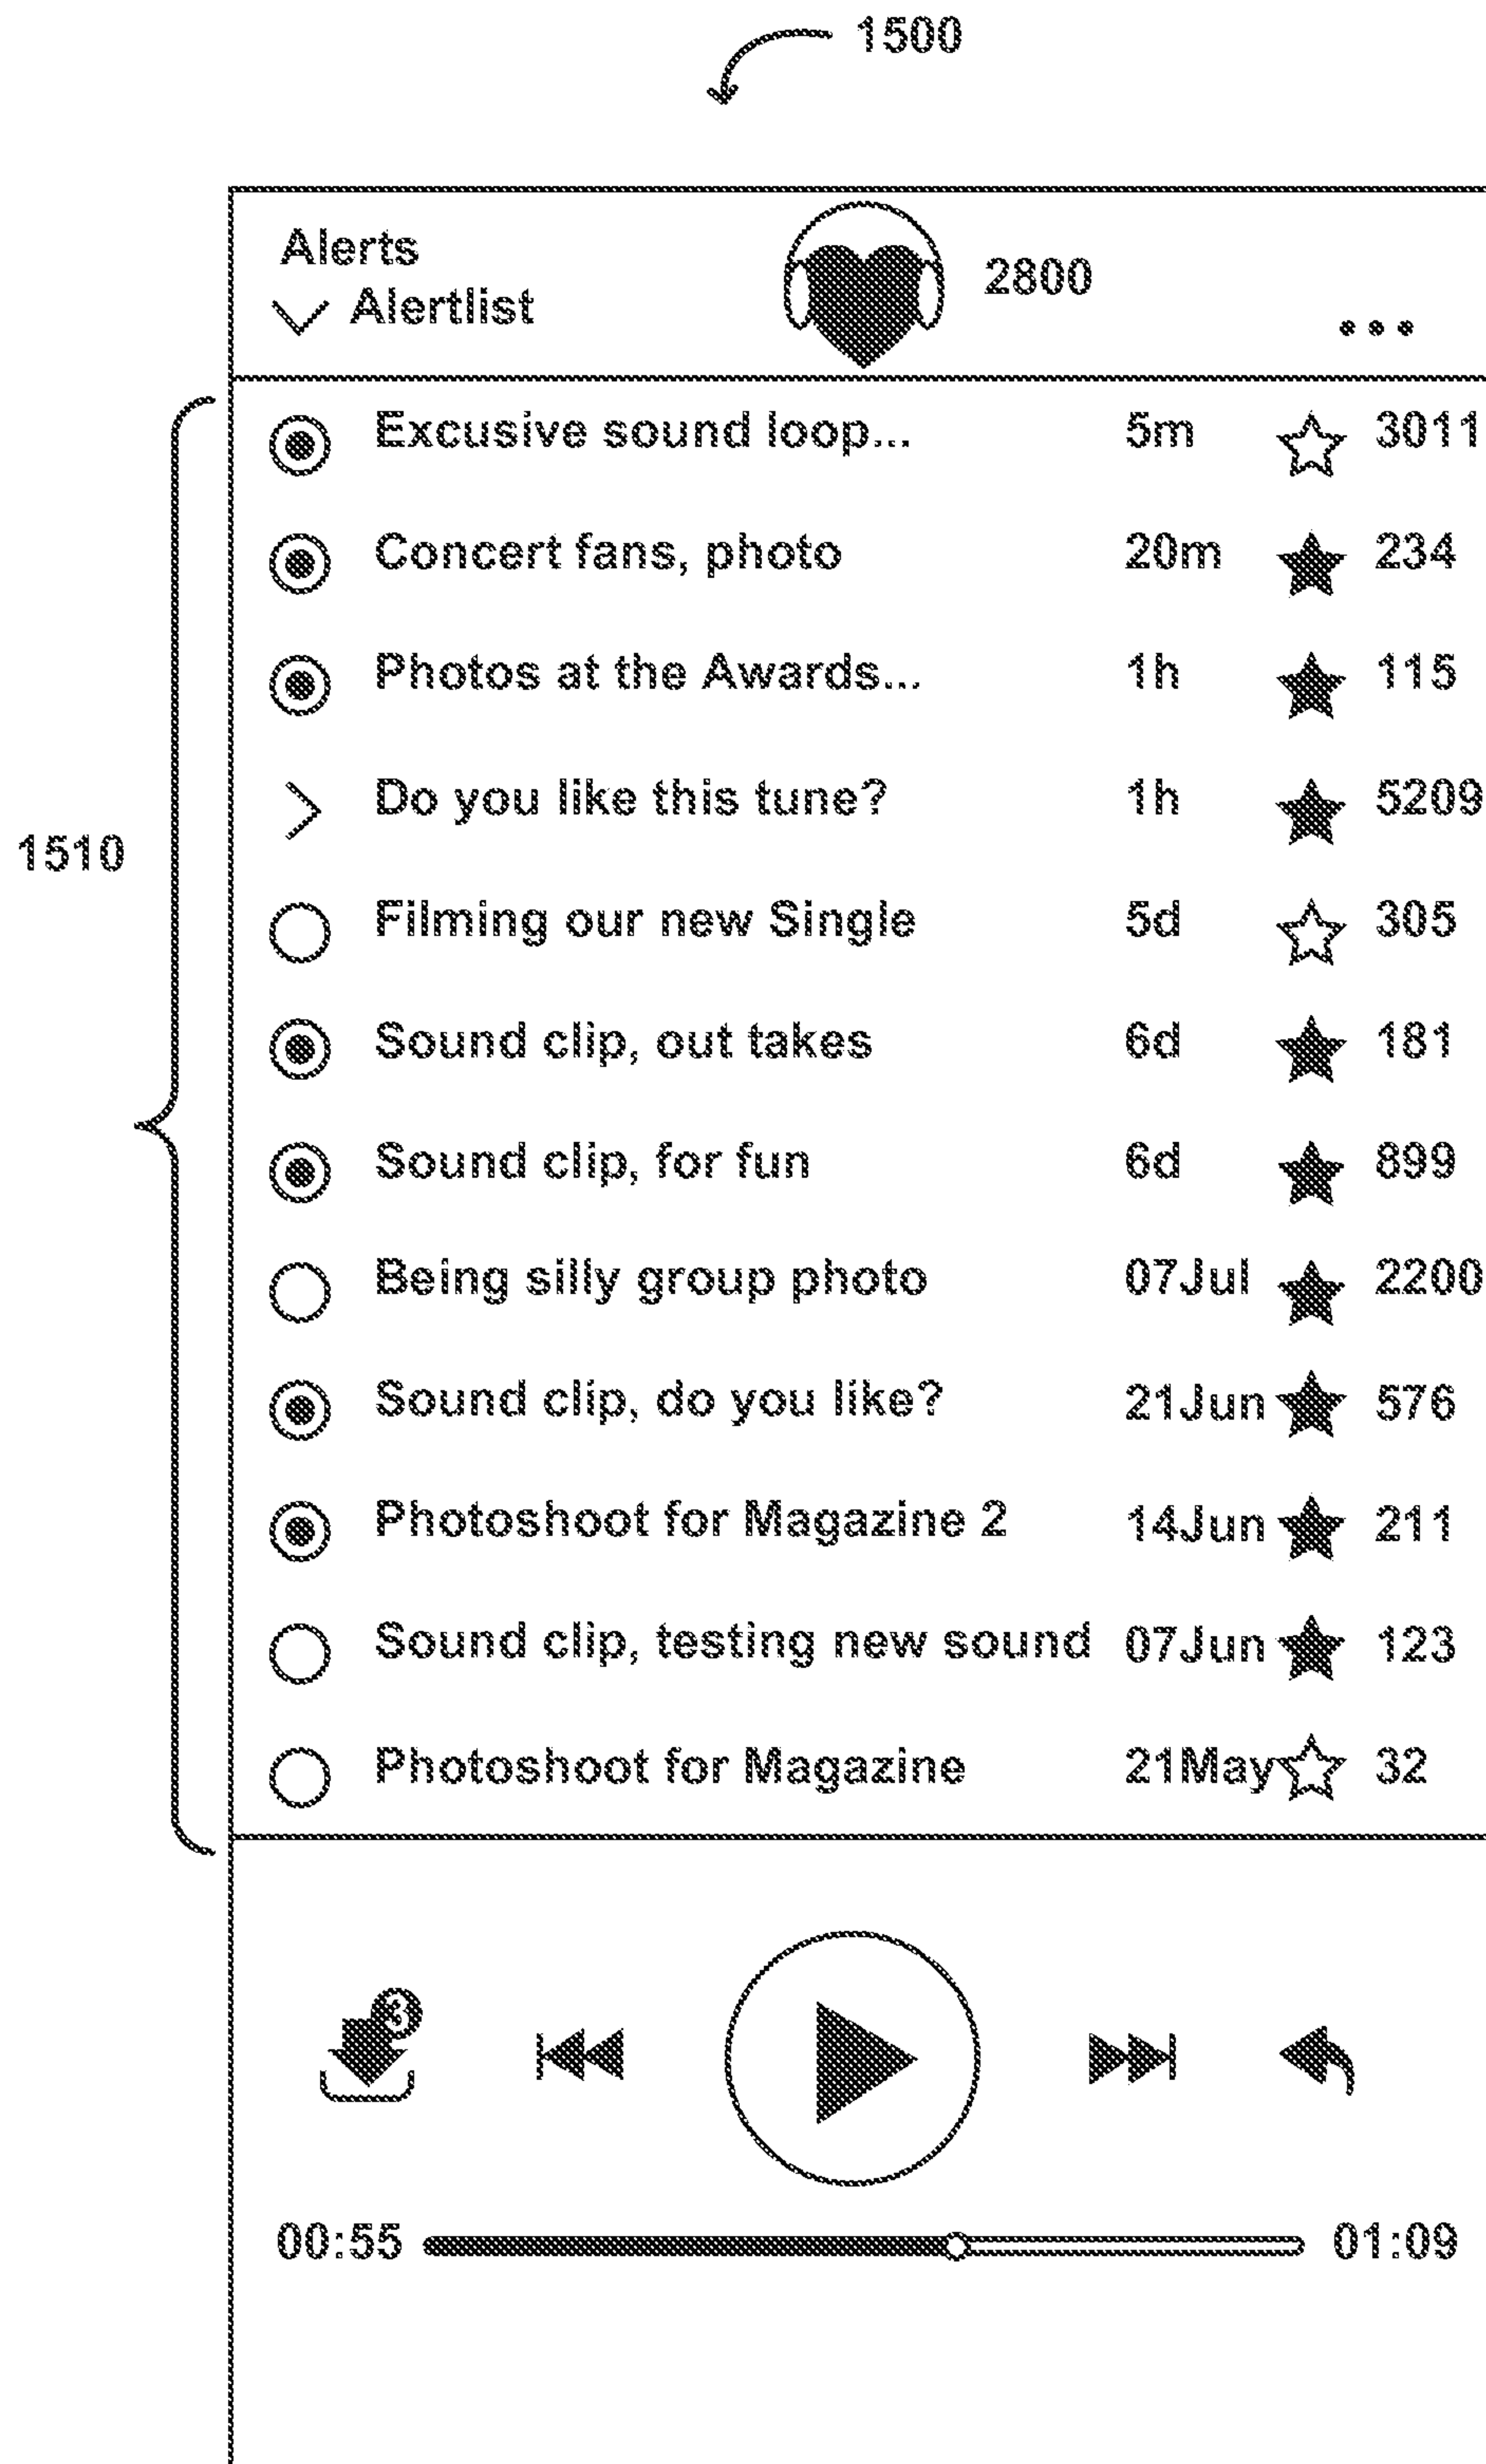 1500
Alerts
Alertlist
2800
...
Excusive sound loop... 5m 3011
Concert fans, photo 20m 234
Photos at the Awards... 1h 115
Do you like this tune? 1h 5209
1510
Filming our new Single 5d 305
Sound clip, out takes 6d 181
Sound clip, for fun 6d 899
Being silly group photo 07Jul 2200
Sound clip, do you like? 21Jun 576
Photoshoot for Magazine 2 14Jun 211
Sound clip, testing new sound 07Jun 123
Photoshoot for Magazine 21May 32
3
00:55 01:09